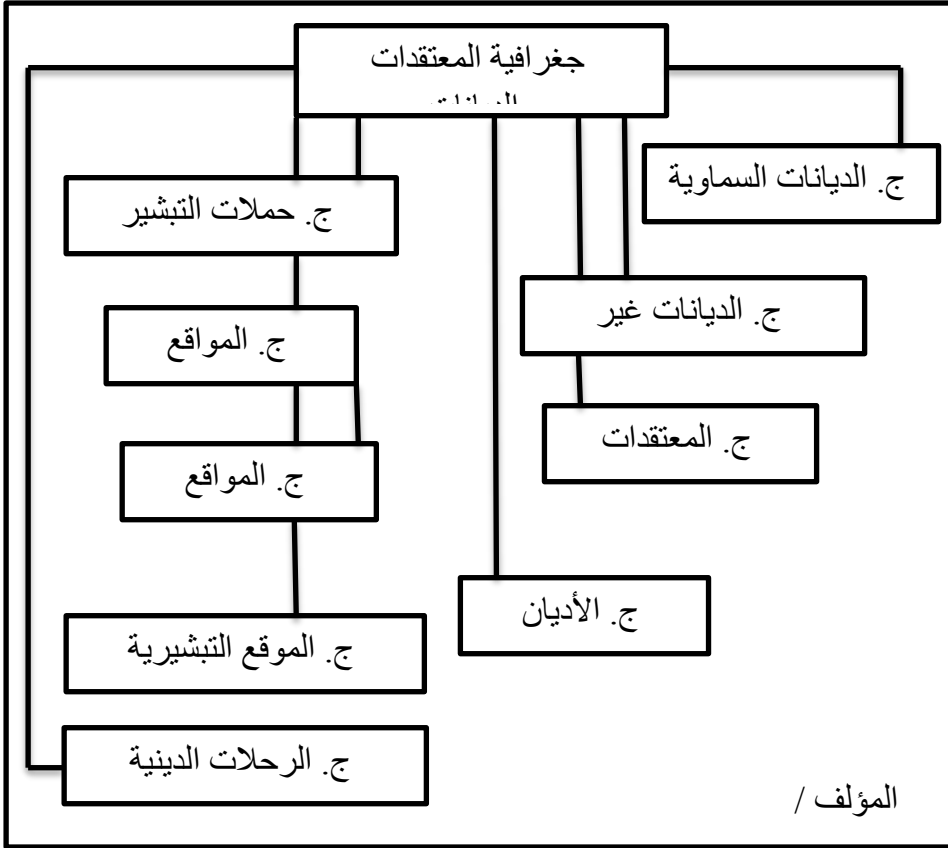 جغرافية المعتقدات
ج. الديانات السماوية
ج. حملات التبشير
ج. الديانات غير
ج. المواقع
ج. المعتقدات
ج. المواقع
ج. الأديان
ج. الموقع التبشيرية
ج. الرحلات الدينية
المؤلف /